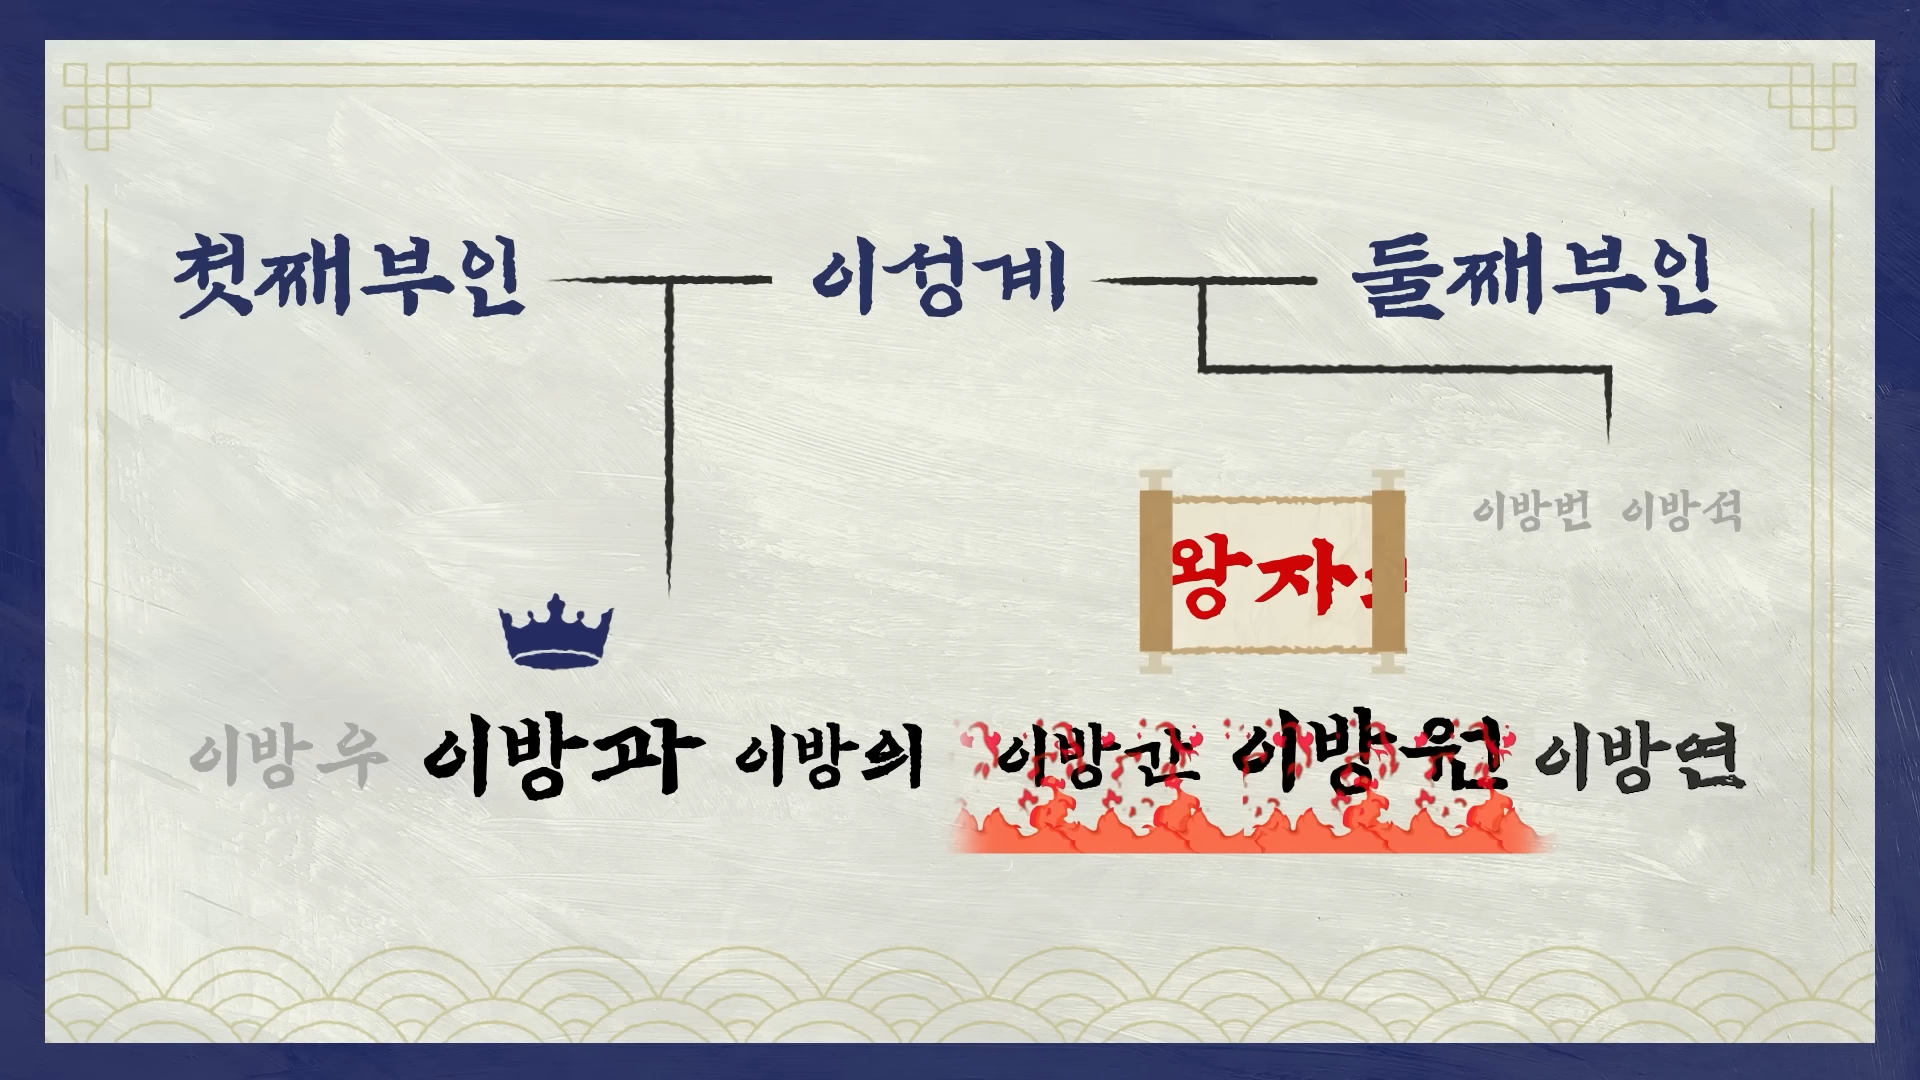 첫째부인 이성계 둘째부인
이방번 이방석
왕자
이방우 이방과 이방의 이방간 이방원 이방연